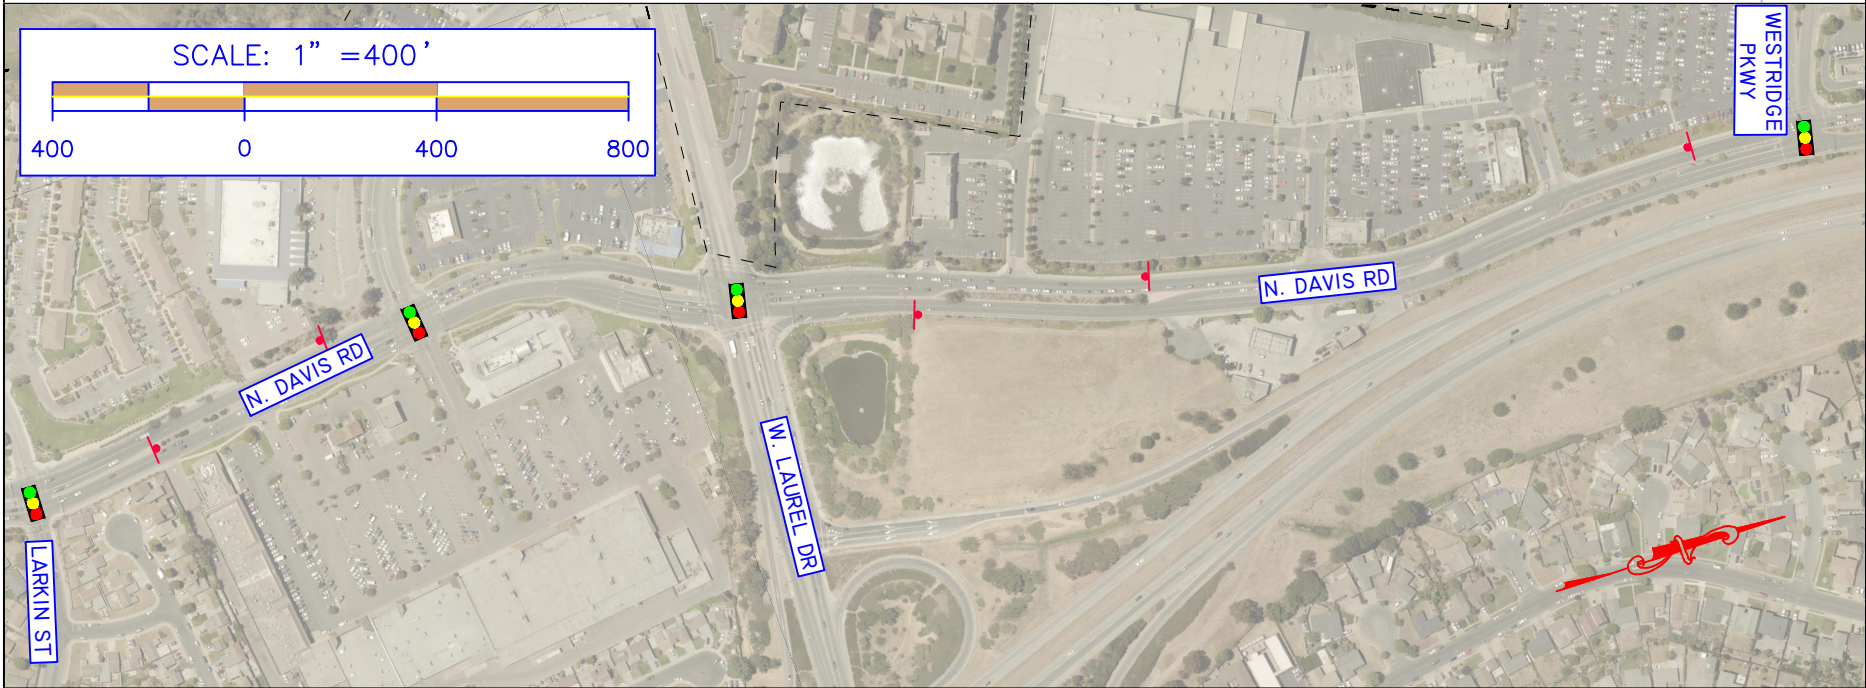 SCALE: 1" =400'
400 0 400 800
WESTRIDGE
PKWY
N. DAVIS RD
N. DAVIS RD
W. LAUREL DR
LARKIN ST